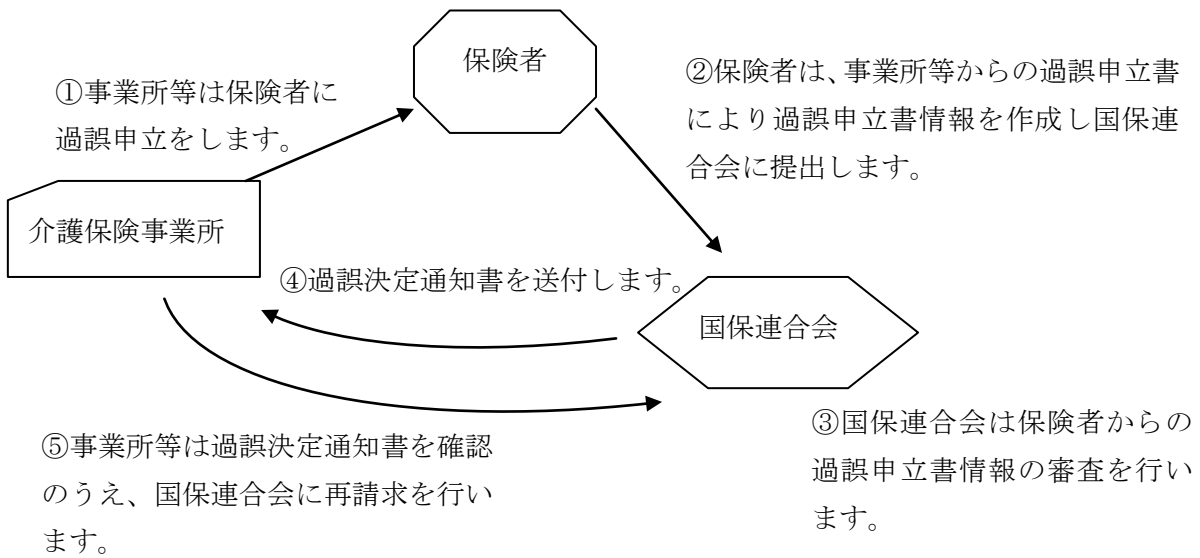 保険者
①事業所等は保険者に
過誤申立をします。
②保険者は、事業所等からの過誤申立書
により過誤申立書情報を作成し国保連
合会に提出します。
介護保険事業所
④過誤決定通知書を送付します。
国保連合会
③国保連合会は保険者からの
過誤申立書情報の審査を行い
ます。
⑤事業所等は過誤決定通知書を確認
のうえ、国保連合会に再請求を行い
ます。